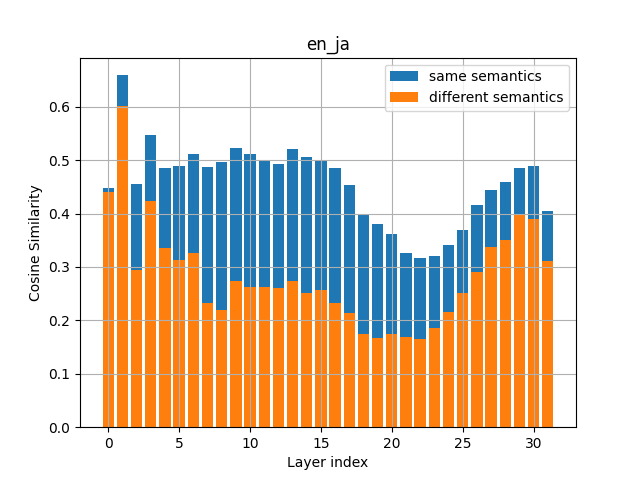 en_ja
same semantics
different semantics
Cosine Similarity
0.6
0.5
0.4
0.3
0.2
0.1
0.0
0 5 10 15 20 25 30
Layer index